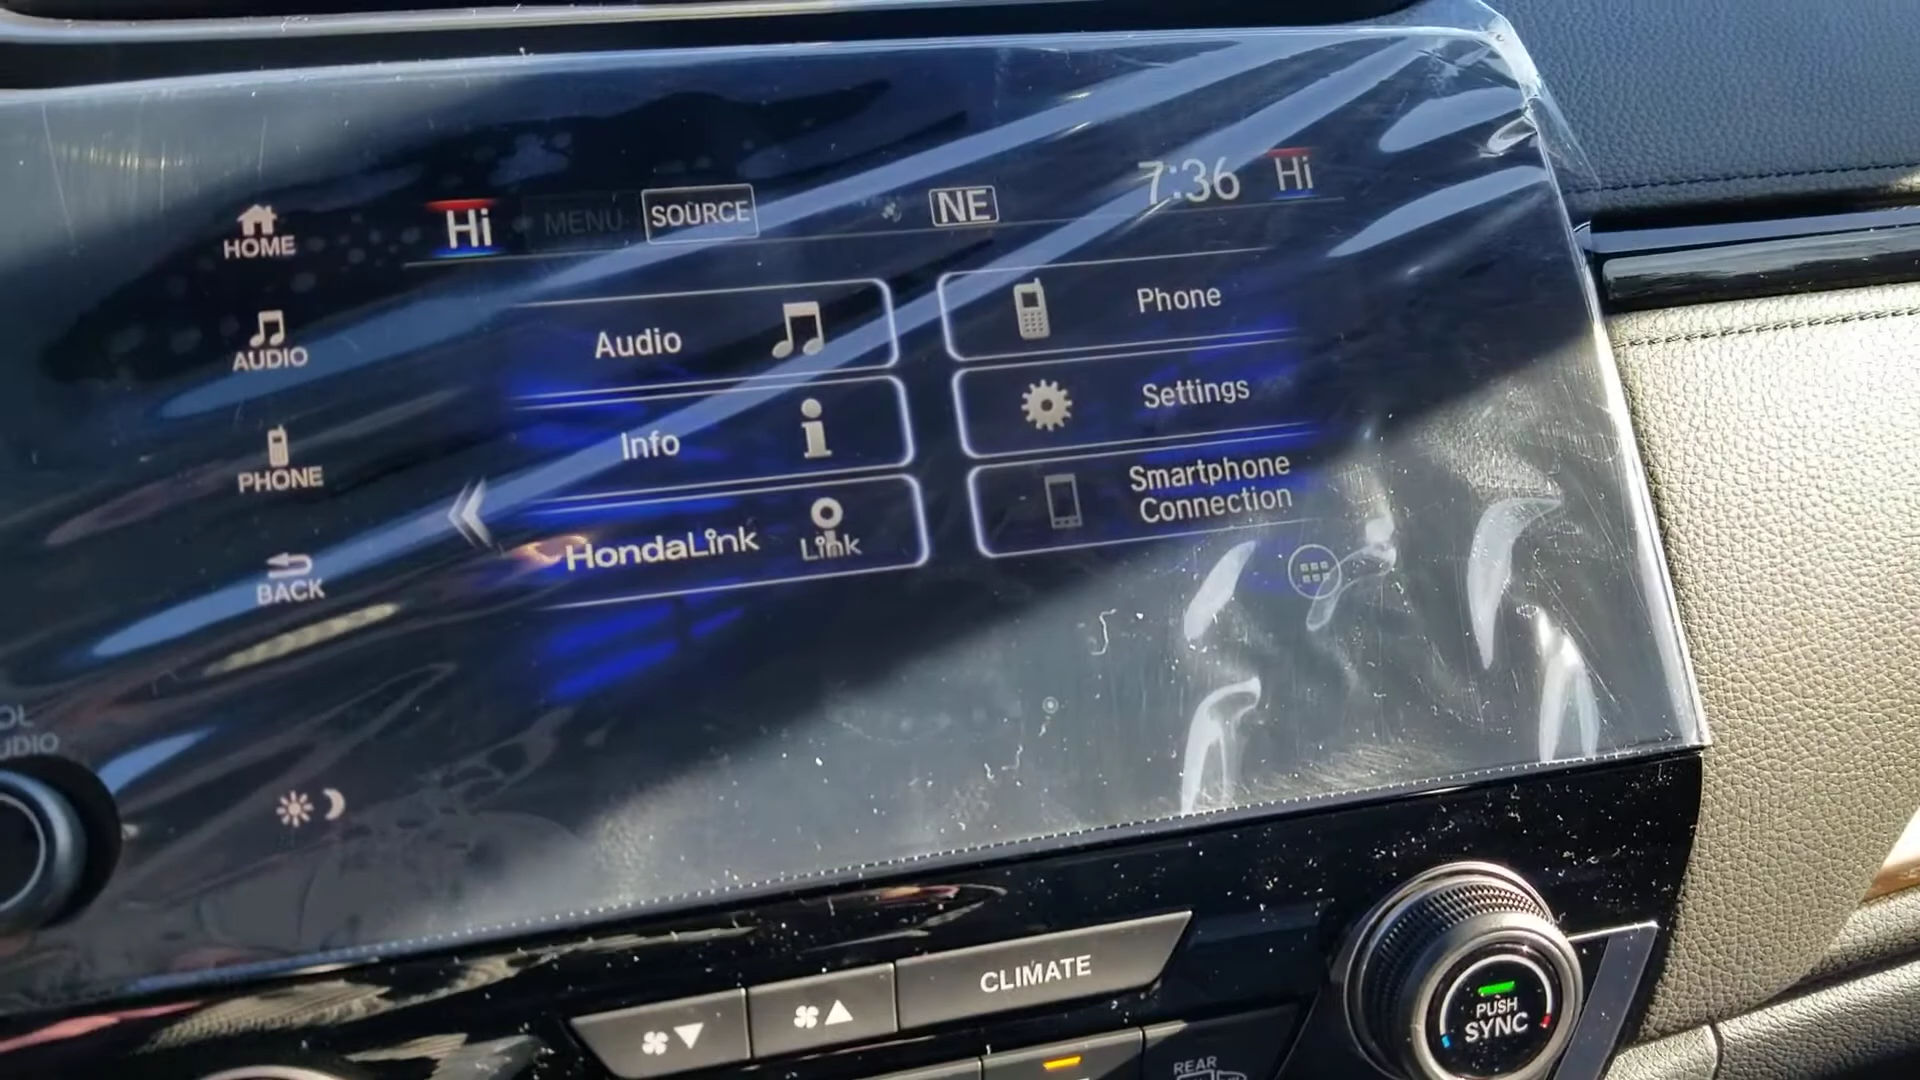 HOME
Hi
MENU
SOURCE
NE
7:36
Hi
AUDIO
Audio
Phone
Info
Settings
PHONE
HondaLink
Link
Smartphone
Connection
BACK
CLIMATE
PUSH
SYNC
REAR